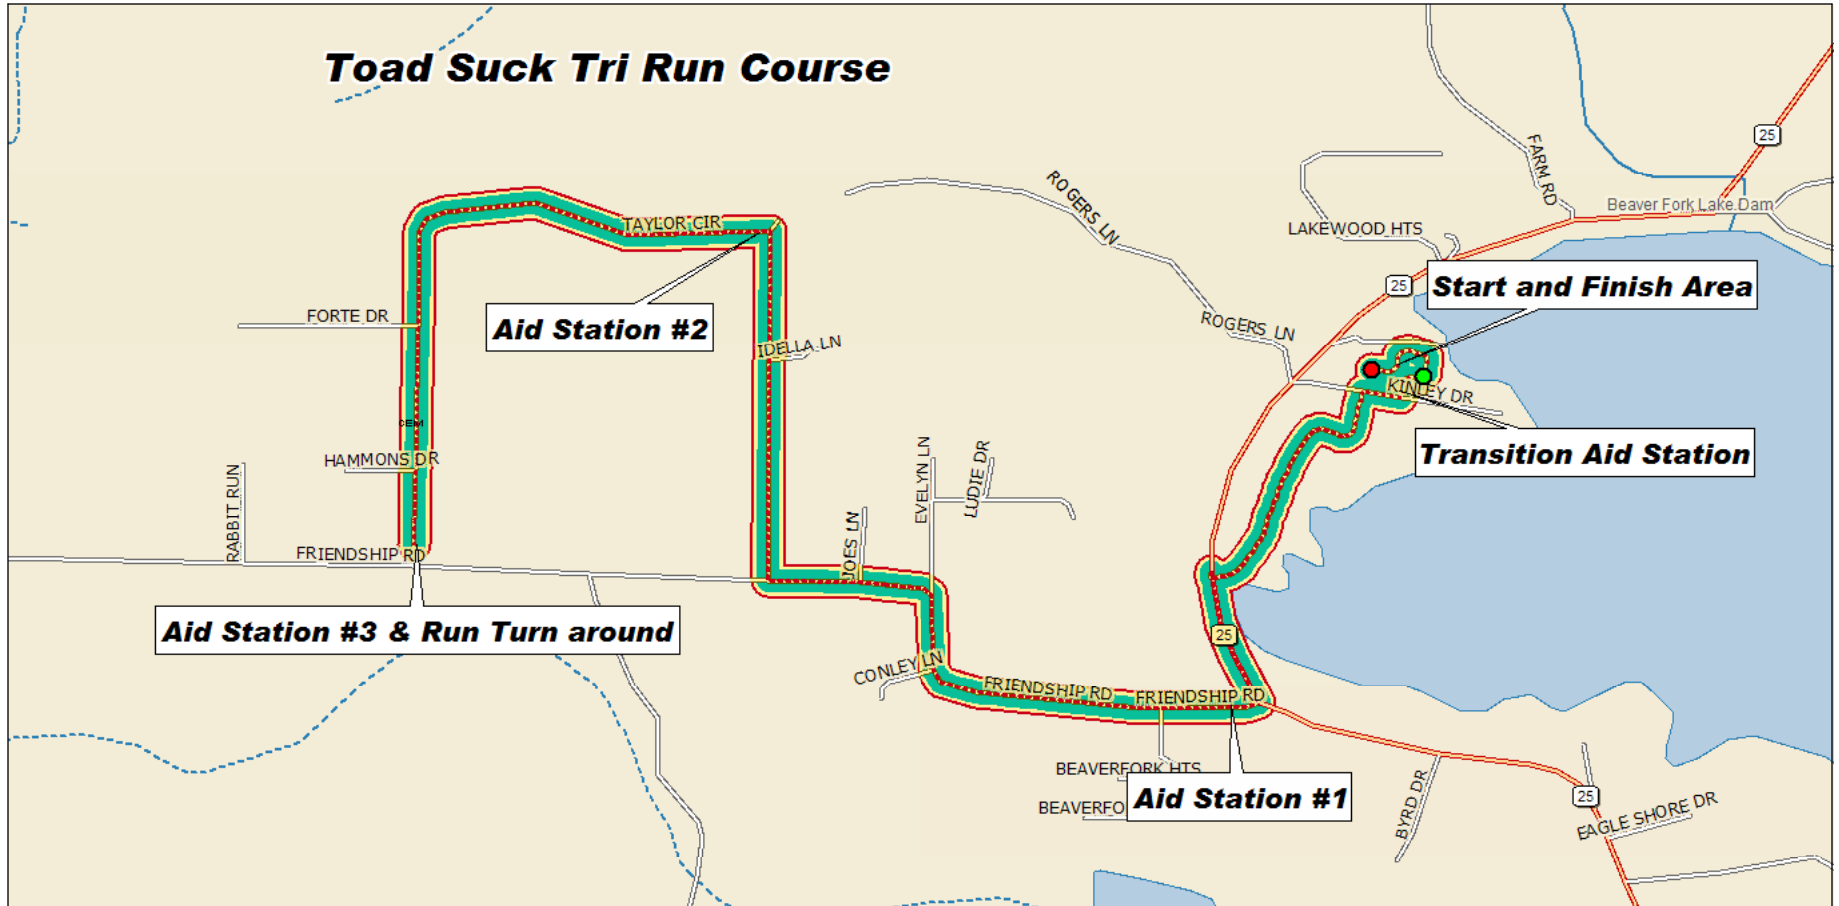 Toad Suck Tri Run Course
25
FARM RD
ROGERS LN
Beaver Fork Lake Dam
LAKEWOOD HTS
TAYLOR CIR
25
Start and Finish Area
FORTE DR
Aid Station #2
ROGERS LN
IDELLA LN
KINLEY DR
CEM
HAMMONS DR
Transition Aid Station
RABBIT RUN
EVELYN LN
LUDIE DR
JOES LN
FRIENDSHIP RD
Aid Station #3 & Run Turn around
25
CONLEY LN
FRIENDSHIP RD
FRIENDSHIP RD
BEAVERFORK HTS
Aid Station #1
BEAVERFO
25
BYRD DR
EAGLE SHORE DR